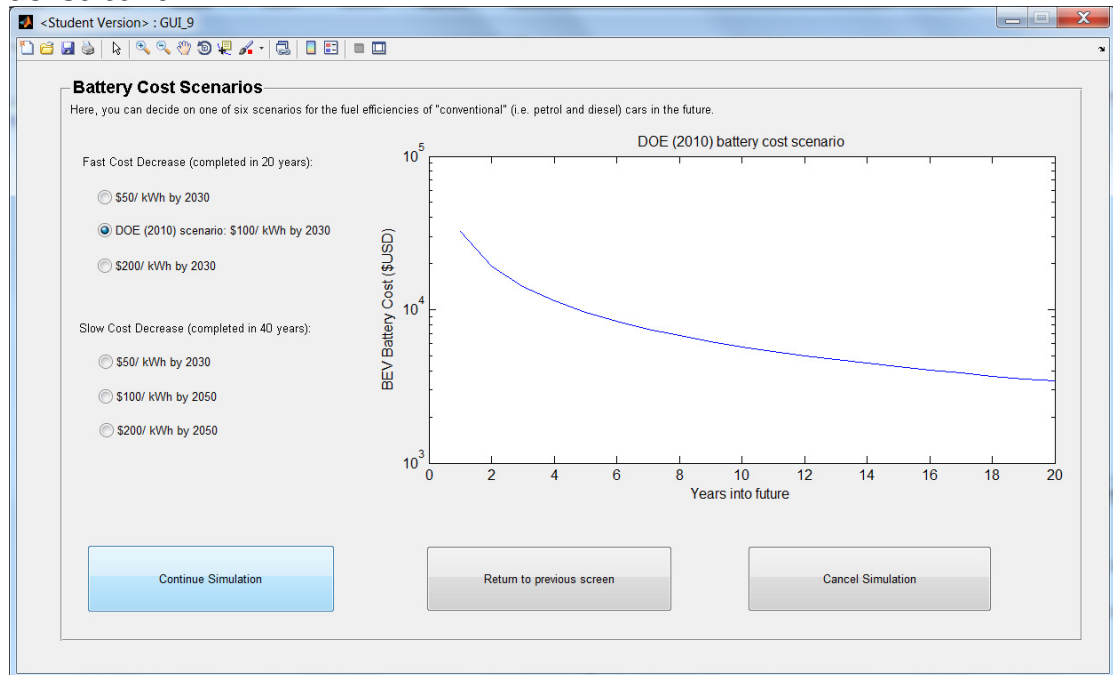 <Student Version> : GUI_9
Battery Cost Scenarios
Here, you can decide on one of six scenarios for the fuel efficiencies of "conventional" (i.e. petrol and diesel) cars in the future.
Fast Cost Decrease (completed in 20 years):
$50/ kWh by 2030
DOE (2010) scenario: $100/ kWh by 2030
$200/ kWh by 2030
Slow Cost Decrease (completed in 40 years):
$50/ kWh by 2030
$100/ kWh by 2050
$200/ kWh by 2050
DOE (2010) battery cost scenario
BEV Battery Cost ($USD)
10^5
10^4
10^3
0 2 4 6 8 10 12 14 16 18 20
Years into future
Continue Simulation
Return to previous screen
Cancel Simulation